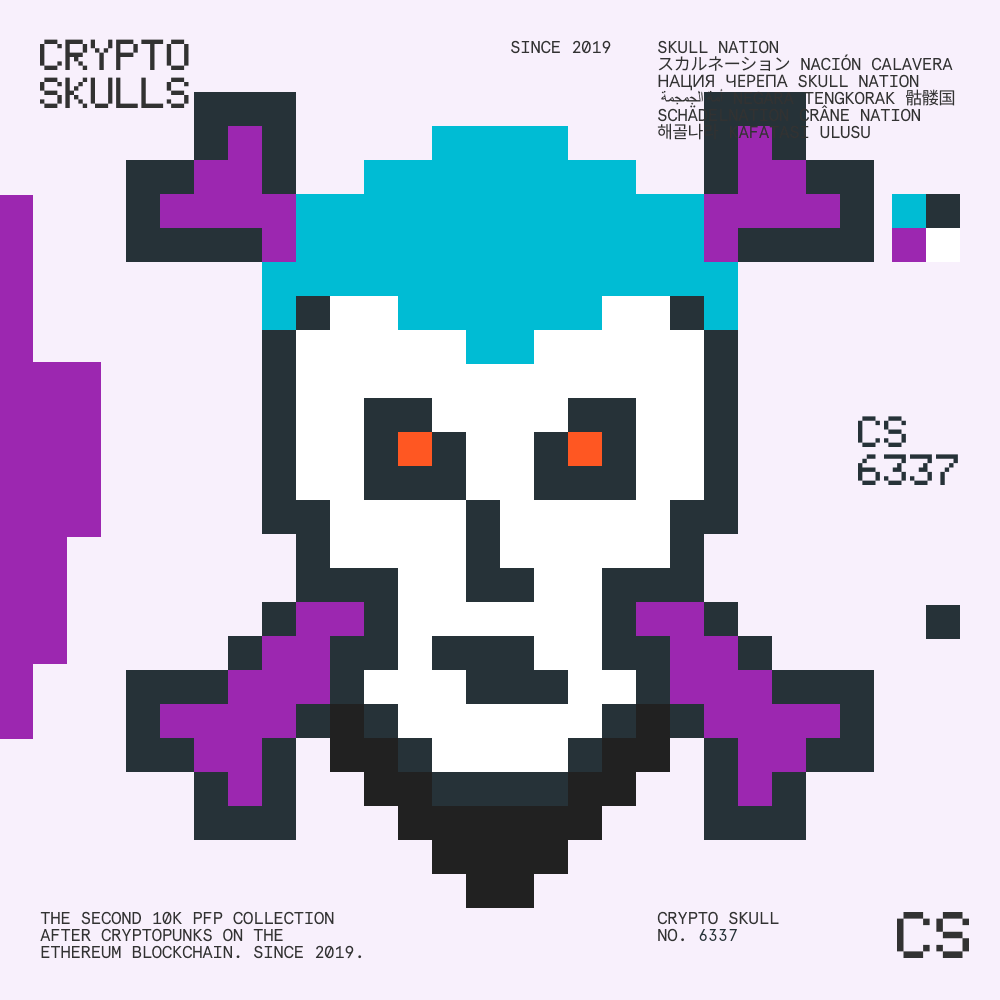 CRYPTO
SKULLS
SINCE 2019
SKULL NATION
スカルネーション NACIÓN CALAVERA
НАЦИЯ ЧЕРЕПА SKULL NATION
الجمجمة TENGKORAK 骷髅国
CRÂNE NATION
해골 ULUSU
CS
6337
THE SECOND 10K PFP COLLECTION
AFTER CRYPTOPUNKS ON THE
ETHEREUM BLOCKCHAIN. SINCE 2019.
CRYPTO SKULL
NO. 6337
CS